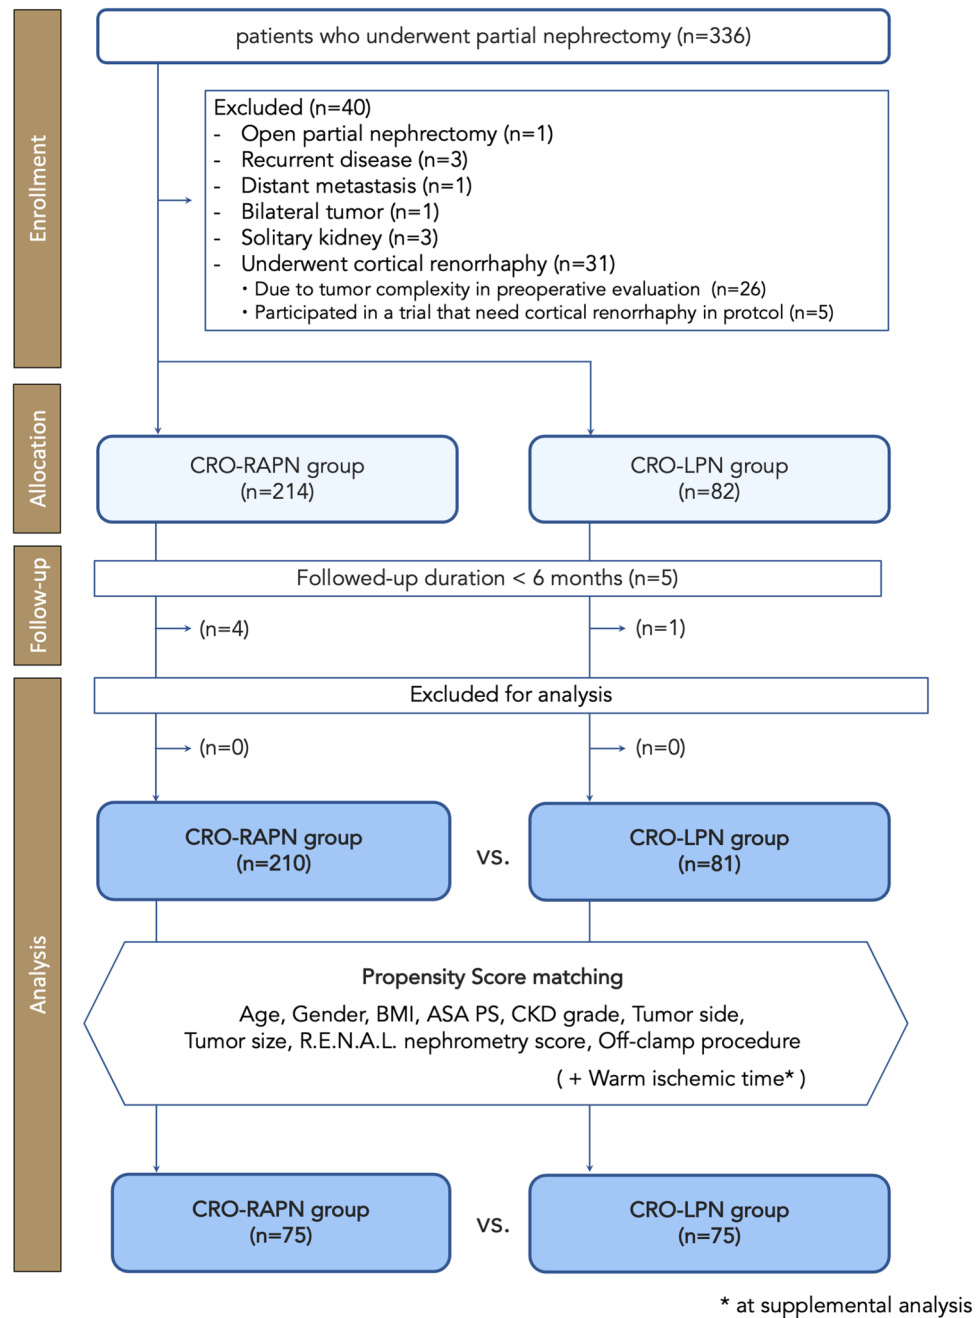 patients who underwent partial nephrectomy (n=336)
Enrollment
Excluded (n=40)
- Open partial nephrectomy (n=1)
- Recurrent disease (n=3)
- Distant metastasis (n=1)
- Bilateral tumor (n=1)
- Solitary kidney (n=3)
- Underwent cortical renorrhaphy (n=31)
・Due to tumor complexity in preoperative evaluation (n=26)
・Participated in a trial that need cortical renorrhaphy in protcol (n=5)
Allocation
CRO-RAPN group
(n=214)
CRO-LPN group
(n=82)
Follow-up
Followed-up duration < 6 months (n=5)
(n=4)
(n=1)
Analysis
Excluded for analysis
(n=0)
(n=0)
CRO-RAPN group
(n=210)
vs.
CRO-LPN group
(n=81)
Propensity Score matching
Age, Gender, BMI, ASA PS, CKD grade, Tumor side,
Tumor size, R.E.N.A.L. nephrometry score, Off-clamp procedure
( + Warm ischemic time* )
CRO-RAPN group
(n=75)
vs.
CRO-LPN group
(n=75)
* at supplemental analysis